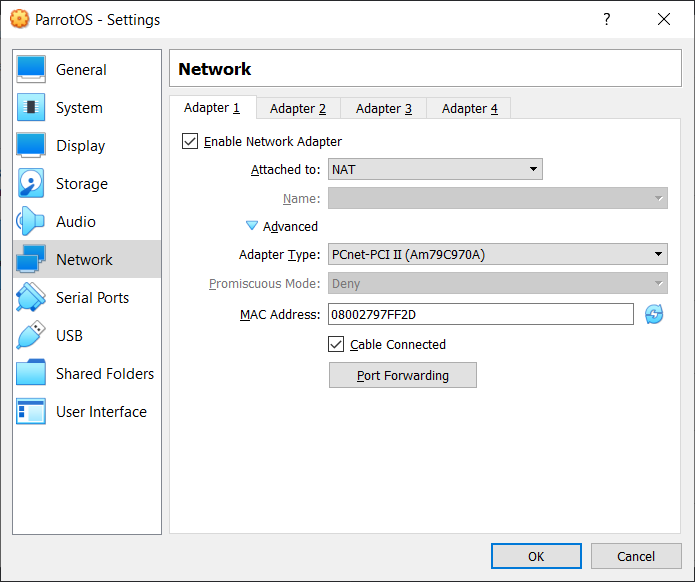 ParrotOS - Settings
?
General
System
Display
Storage
Audio
Network
Serial Ports
USB
Shared Folders
User Interface
Network
Adapter 1 Adapter 2 Adapter 3 Adapter 4
Enable Network Adapter
Attached to: NAT
Name:
Advanced
Adapter Type: PCnet-PCI II (Am79C970A)
Promiscuous Mode: Deny
MAC Address: 08002797FF2D
Cable Connected
Port Forwarding
OK Cancel